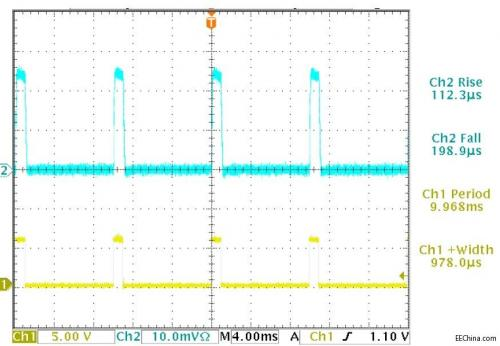 T
2
1
Ch2 Rise
112.3µs
Ch2 Fall
198.9µs
Ch1 Period
9.968ms
Ch1 +Width
978.0µs
Ch1 5.00 V Ch2 10.0mVΩ M 4.00ms A Ch1 ƒ 1.10 V
EEChina.com